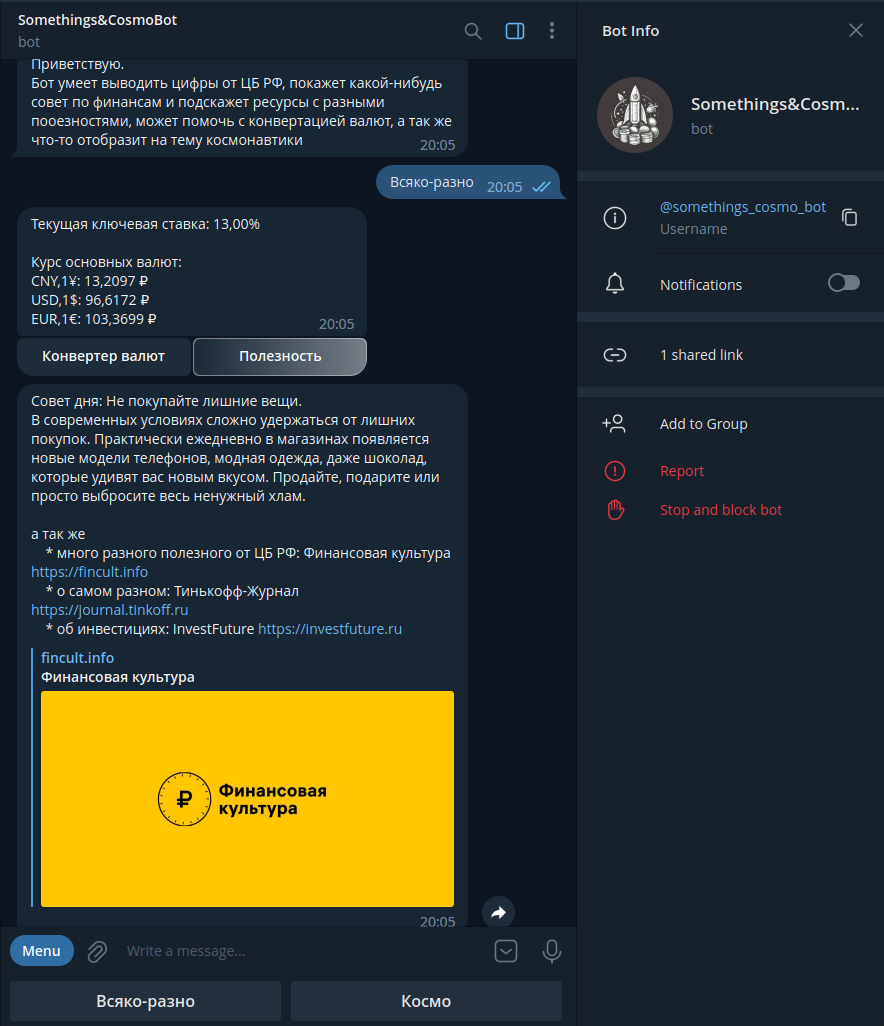 Somethings&CosmoBot
bot
Приветствую.
Бот умеет выводить цифры от ЦБ РФ, покажет какой-нибудь
совет по финансам и подскажет ресурсы с разными
пооезностями, может помочь с конвертацией валют, а так же
что-то отобразит на тему космонавтики
20:05
Всяко-разно
20:05
Текущая ключевая ставка: 13,00%
Курс основных валют:
CNY,1¥: 13,2097 ₽
USD,1$: 96,6172 ₽
EUR,1€: 103,3699 ₽
20:05
Конвертер валют
Полезность
Совет дня: Не покупайте лишние вещи.
В современных условиях сложно удержаться от лишних
покупок. Практически ежедневно в магазинах появляется
новые модели телефонов, модная одежда, даже шоколад,
которые удивят вас новым вкусом. Продайте, подарите или
просто выбросите весь ненужный хлам.
а так же
* много разного полезного от ЦБ РФ: Финансовая культура
https://fincult.info
* о самом разном: Тинькофф-Журнал
https://journal.tinkoff.ru
* об инвестициях: InvestFuture https://investfuture.ru
fincult.info
Финансовая культура
₽
Финансовая
культура
20:05
Menu
Write a message...
Всяко-разно
Космо
Bot Info
Somethings&Cosm...
bot
@somethings_cosmo_bot
Username
Notifications
1 shared link
Add to Group
Report
Stop and block bot